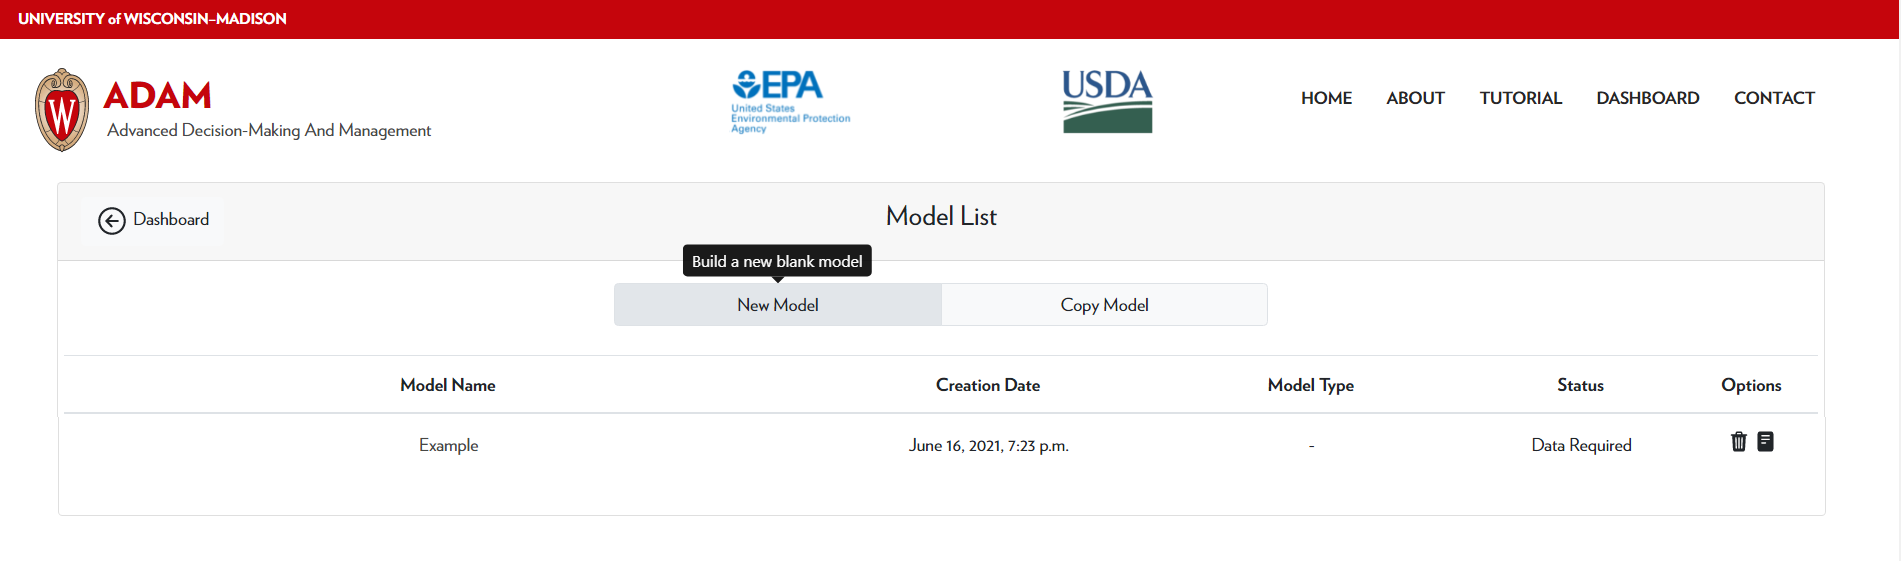 UNIVERSITY of WISCONSIN–MADISON
W
ADAM
Advanced Decision-Making And Management
EPA
United States
Environmental Protection
Agency
USDA
HOME ABOUT TUTORIAL DASHBOARD CONTACT
Dashboard
Model List
Build a new blank model
New Model Copy Model
Model Name Creation Date Model Type Status Options
Example June 16, 2021, 7:23 p.m. - Data Required